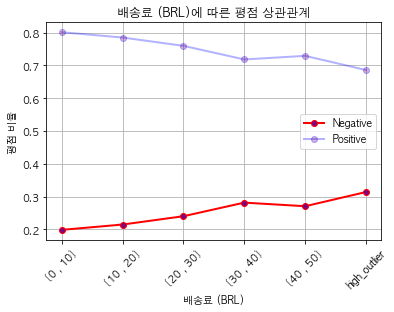 배송료 (BRL)에 따른 평점 상관관계
평점 비율
0.8
0.7
0.6
0.5
0.4
0.3
0.2
Negative
Positive
[0 , 10)
[10 , 20)
[20 , 30)
[30 , 40)
[40 , 50)
hgh_outlier
배송료 (BRL)